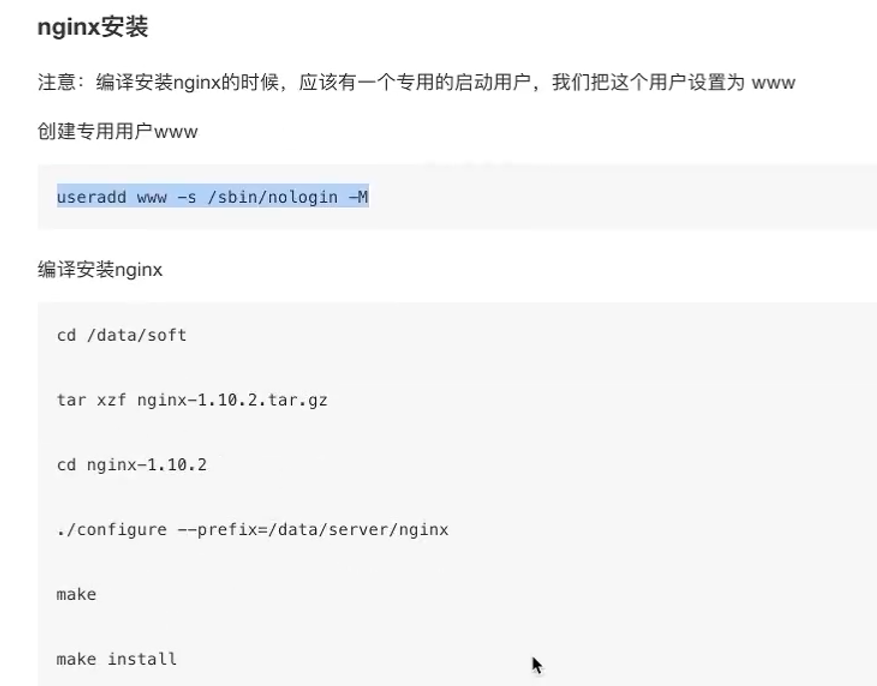 nginx安装
注意：编译安装nginx的时候，应该有一个专用的启动用户，我们把这个用户设置为 www
创建专用用户www
useradd www -s /sbin/nologin -M
编译安装nginx
cd /data/soft
tar xzf nginx-1.10.2.tar.gz
cd nginx-1.10.2
./configure --prefix=/data/server/nginx
make
make install